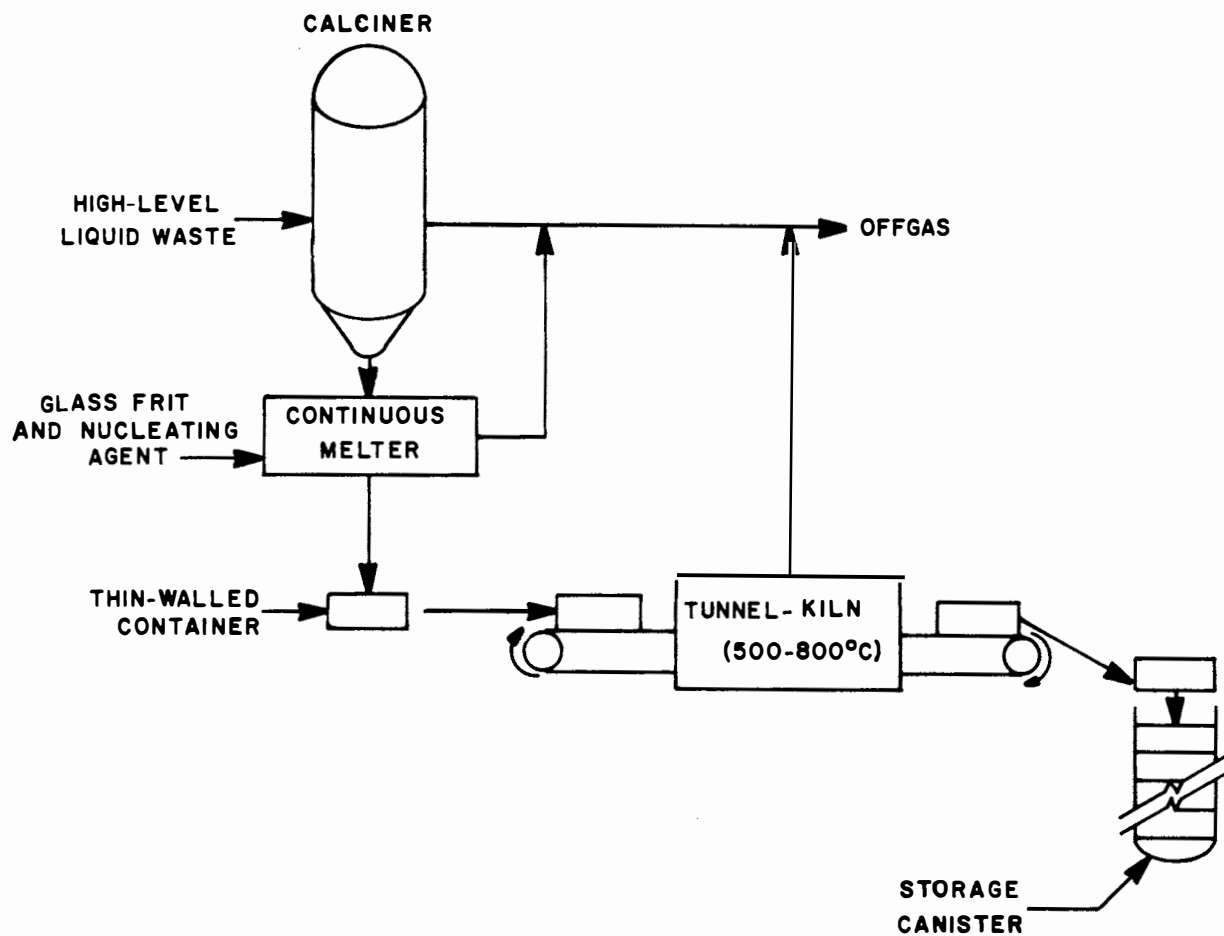 CALCINER
HIGH-LEVEL
LIQUID WASTE
OFFGAS
GLASS FRIT
AND NUCLEATING
AGENT
CONTINUOUS
MELTER
THIN-WALLED
CONTAINER
TUNNEL-KILN
(500-800°C)
STORAGE
CANISTER